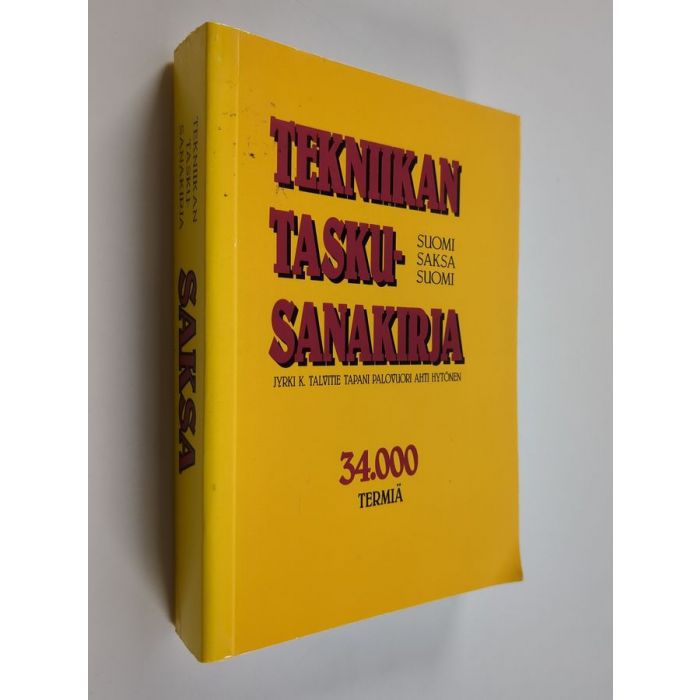 TEKNIIKAN
TASKU-
SANAKIRJA
SUOMI
SAKSA
SUOMI
JYRKI K. TALVITIE TAPANI PALOVUORI AHTI HYTÖNEN
34.000
TERMIÄ
TEKNIIKAN
TASKU-
SANAKIRJA
SAKSA